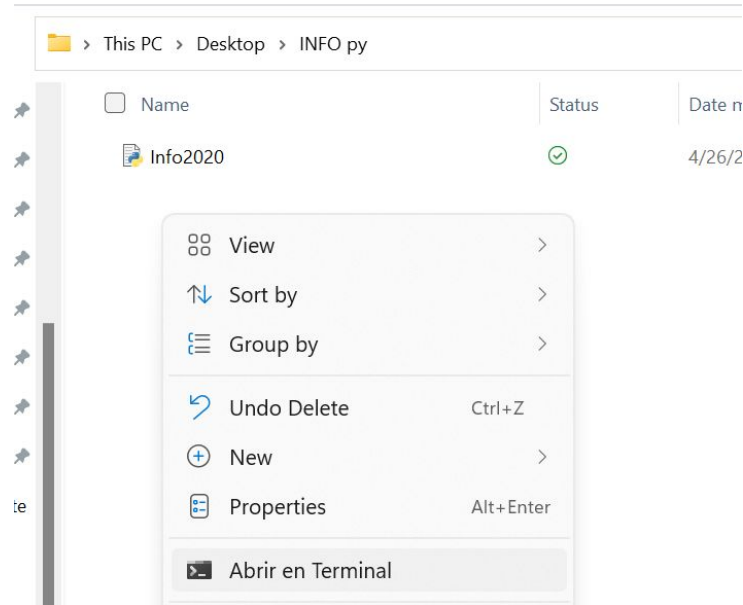 This PC > Desktop > INFO py
Name Status Date m
Info2020 4/26/2
View
Sort by
Group by
Undo Delete Ctrl+Z
New
te
Properties Alt+Enter
Abrir en Terminal